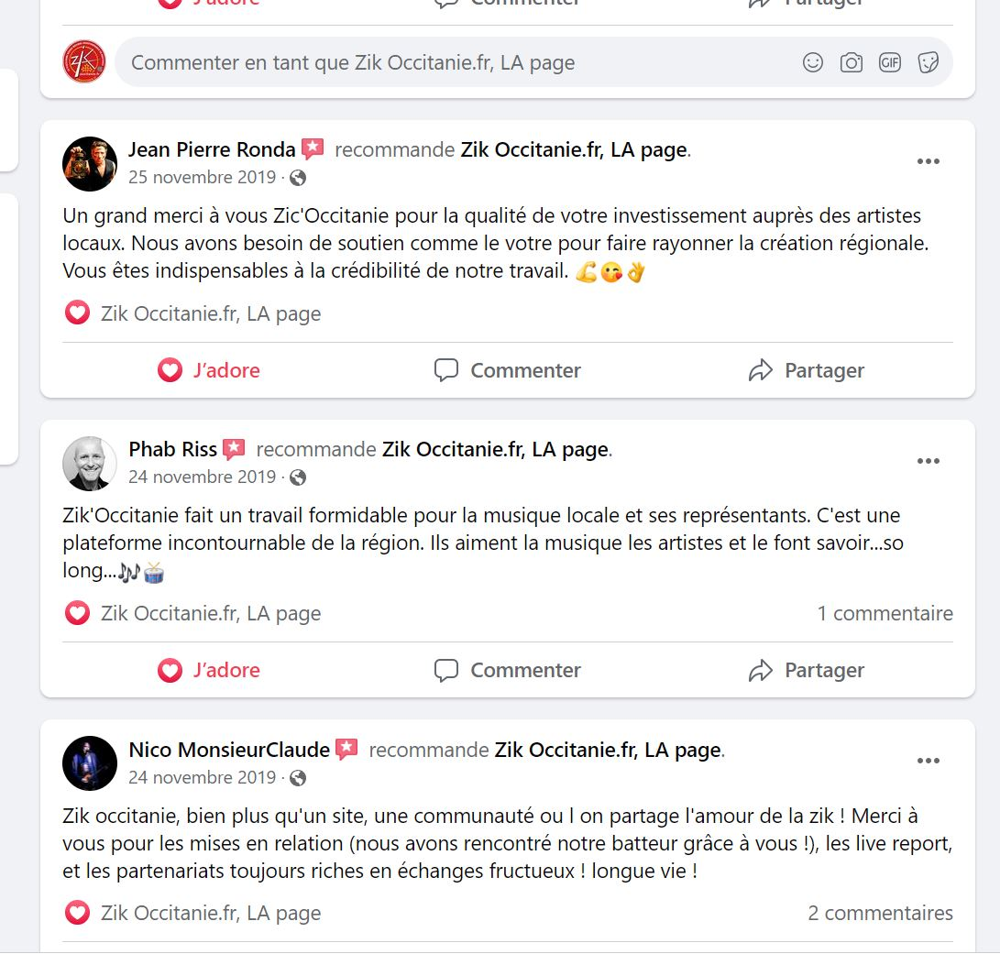 J'adore Commenter Partager
Commenter en tant que Zik Occitanie.fr, LA page
GIF
Jean Pierre Ronda recommande Zik Occitanie.fr, LA page.
25 novembre 2019 ·
Un grand merci à vous Zic'Occitanie pour la qualité de votre investissement auprès des artistes
locaux. Nous avons besoin de soutien comme le votre pour faire rayonner la création régionale.
Vous êtes indispensables à la crédibilité de notre travail. 💪😘👌
Zik Occitanie.fr, LA page
J'adore Commenter Partager
Phab Riss recommande Zik Occitanie.fr, LA page.
24 novembre 2019 ·
Zik'Occitanie fait un travail formidable pour la musique locale et ses représentants. C'est une
plateforme incontournable de la région. Ils aiment la musique les artistes et le font savoir...so
long...🎶🥁
Zik Occitanie.fr, LA page 1 commentaire
J'adore Commenter Partager
Nico MonsieurClaude recommande Zik Occitanie.fr, LA page.
24 novembre 2019 ·
Zik occitanie, bien plus qu'un site, une communauté ou l on partage l'amour de la zik ! Merci à
vous pour les mises en relation (nous avons rencontré notre batteur grâce à vous !), les live report,
et les partenariats toujours riches en échanges fructueux ! longue vie !
Zik Occitanie.fr, LA page 2 commentaires